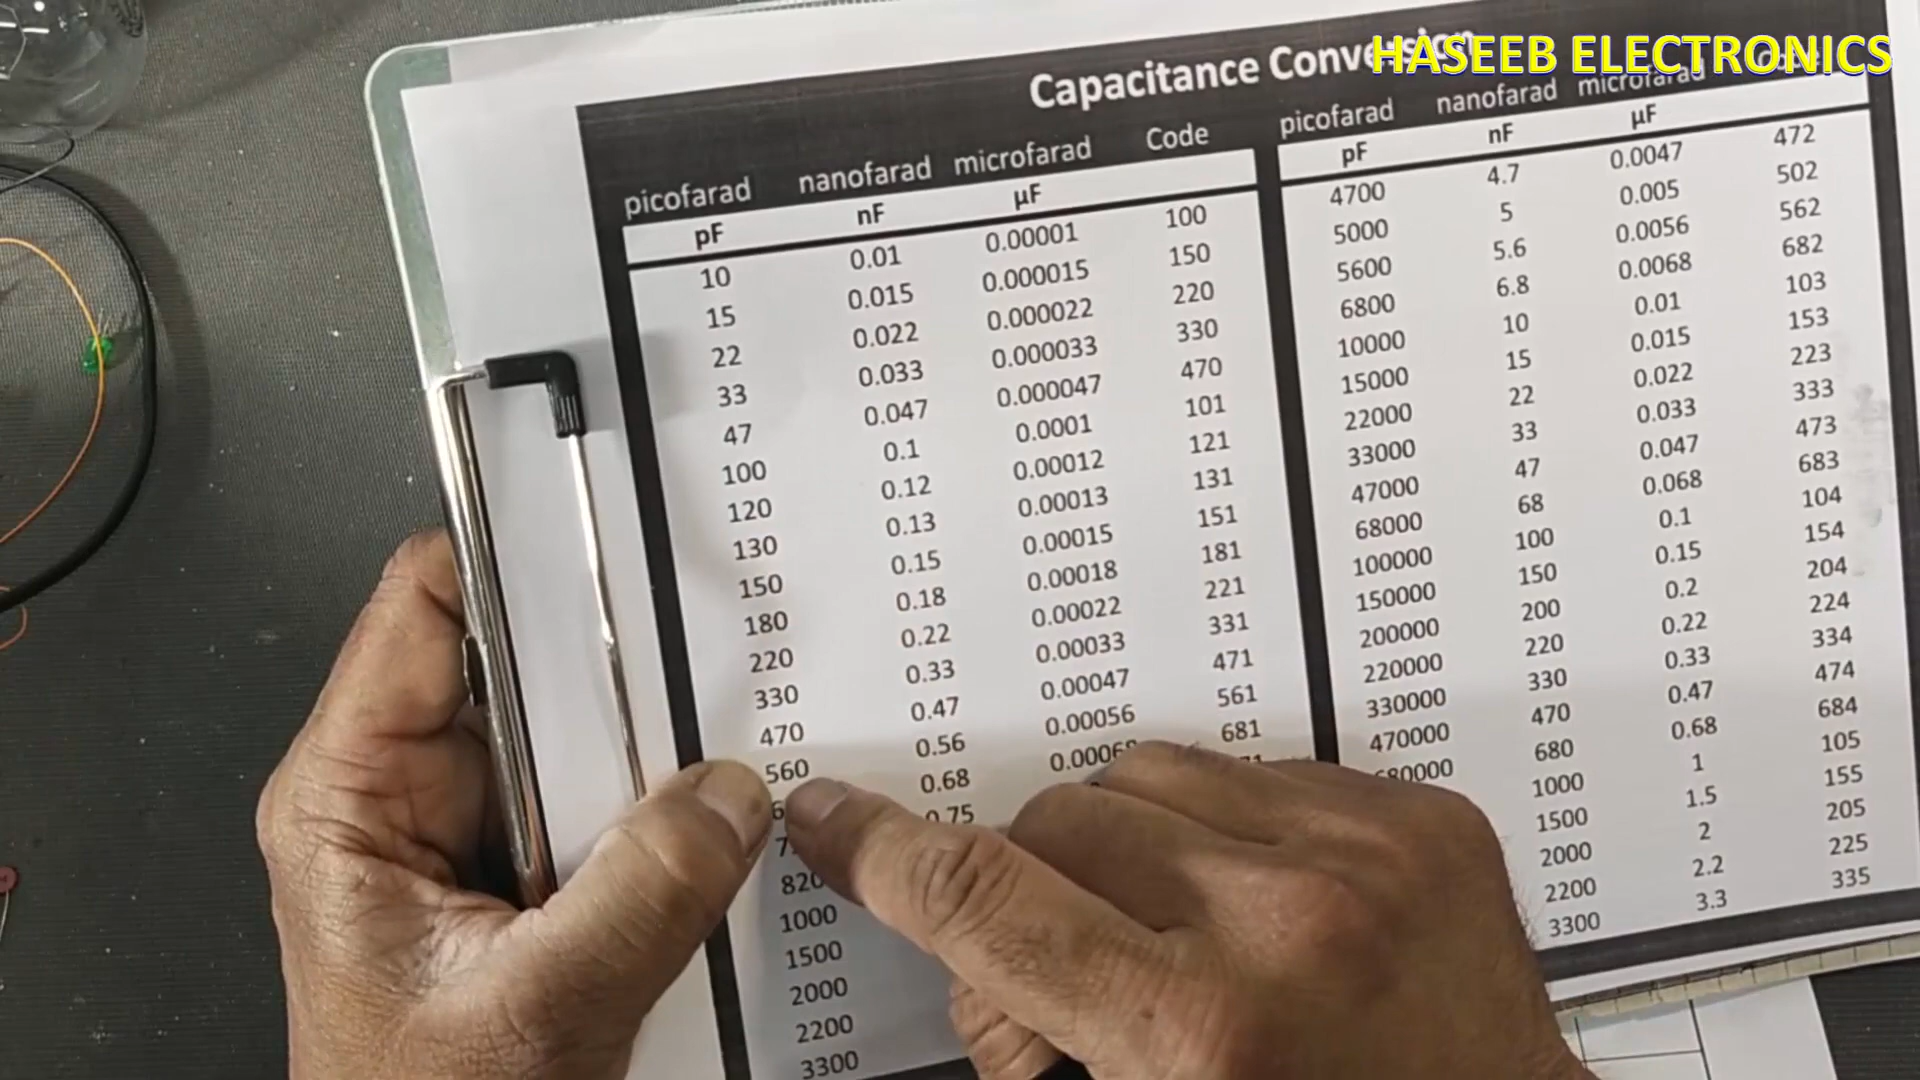 HASEEB ELECTRONICS
Capacitance Conversion
picofarad nanofarad microfarad Code
pF nF µF
10 0.01 0.00001 100
15 0.015 0.000015 150
22 0.022 0.000022 220
33 0.033 0.000033 330
47 0.047 0.000047 470
100 0.1 0.0001 101
120 0.12 0.00012 121
130 0.13 0.00013 131
150 0.15 0.00015 151
180 0.18 0.00018 181
220 0.22 0.00022 221
330 0.33 0.00033 331
470 0.47 0.00047 471
560 0.56 0.00056 561
0.68 0.00068 681
0.75
820
1000
1500
2000
2200
3300
picofarad nanofarad microfarad
pF nF µF
4700 4.7 0.0047 472
5000 5 0.005 502
5600 5.6 0.0056 562
6800 6.8 0.0068 682
10000 10 0.01 103
15000 15 0.015 153
22000 22 0.022 223
33000 33 0.033 333
47000 47 0.047 473
68000 68 0.068 683
100000 100 0.1 104
150000 150 0.15 154
200000 200 0.2 204
220000 220 0.22 224
330000 330 0.33 334
470000 470 0.47 474
680000 680 0.68 684
1000 1 105
1500 1.5 155
2000 2 205
2200 2.2 225
3300 3.3 335